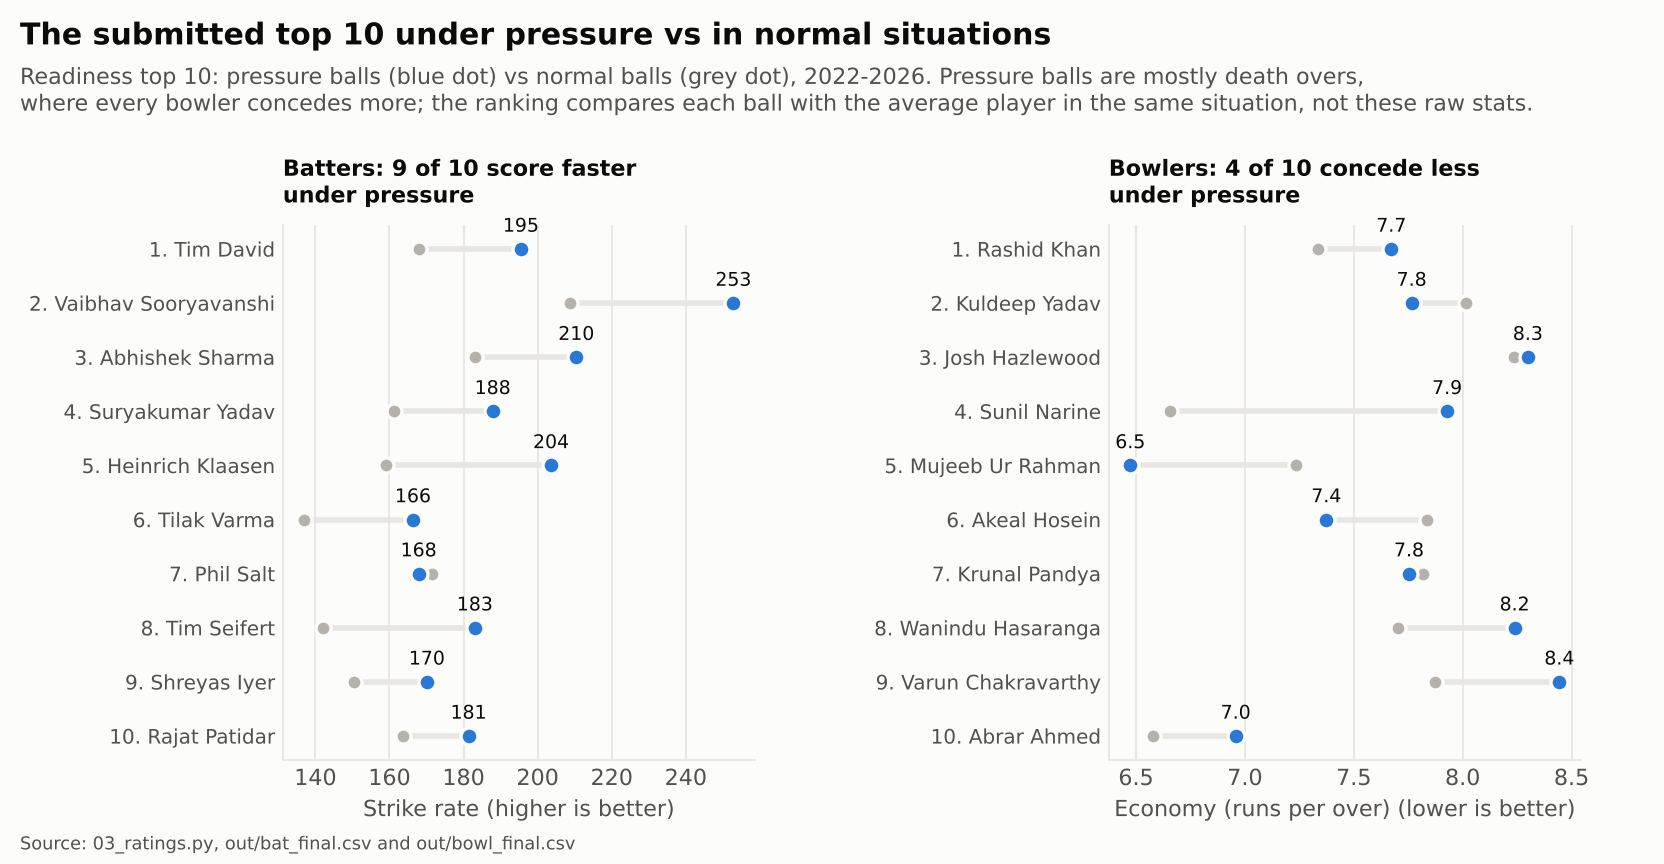 The submitted top 10 under pressure vs in normal situations
Readiness top 10: pressure balls (blue dot) vs normal balls (grey dot), 2022-2026. Pressure balls are mostly death overs,
where every bowler concedes more; the ranking compares each ball with the average player in the same situation, not these raw stats.
Batters: 9 of 10 score faster
under pressure
195
1. Tim David
253
2. Vaibhav Sooryavanshi
210
3. Abhishek Sharma
188
4. Suryakumar Yadav
204
5. Heinrich Klaasen
166
6. Tilak Varma
168
7. Phil Salt
183
8. Tim Seifert
170
9. Shreyas Iyer
181
10. Rajat Patidar
140 160 180 200 220 240
Strike rate (higher is better)
Bowlers: 4 of 10 concede less
under pressure
7.7
1. Rashid Khan
7.8
2. Kuldeep Yadav
8.3
3. Josh Hazlewood
7.9
4. Sunil Narine
6.5
5. Mujeeb Ur Rahman
7.4
6. Akeal Hosein
7.8
7. Krunal Pandya
8.2
8. Wanindu Hasaranga
8.4
9. Varun Chakravarthy
7.0
10. Abrar Ahmed
6.5 7.0 7.5 8.0 8.5
Economy (runs per over) (lower is better)
Source: 03_ratings.py, out/bat_final.csv and out/bowl_final.csv